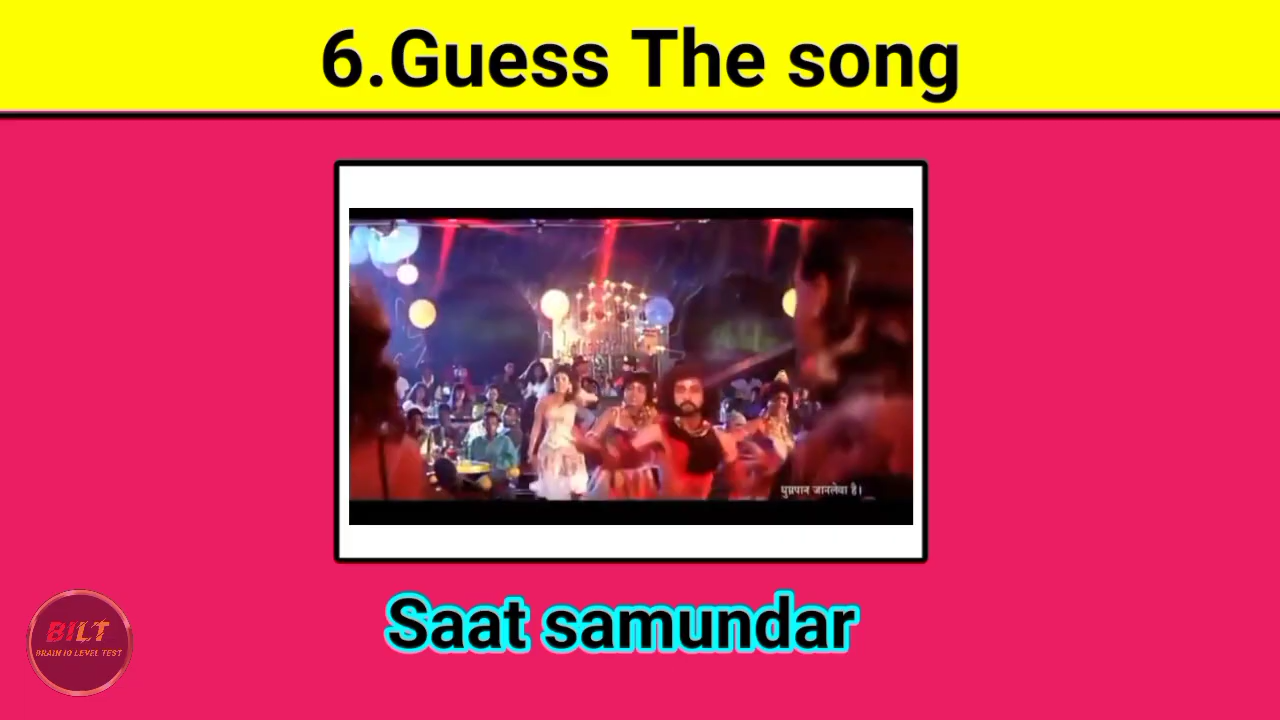 6.Guess The song
धुम्रपान जानलेवा है।
Saat samundar
BILT
BRAIN IQ LEVEL TEST